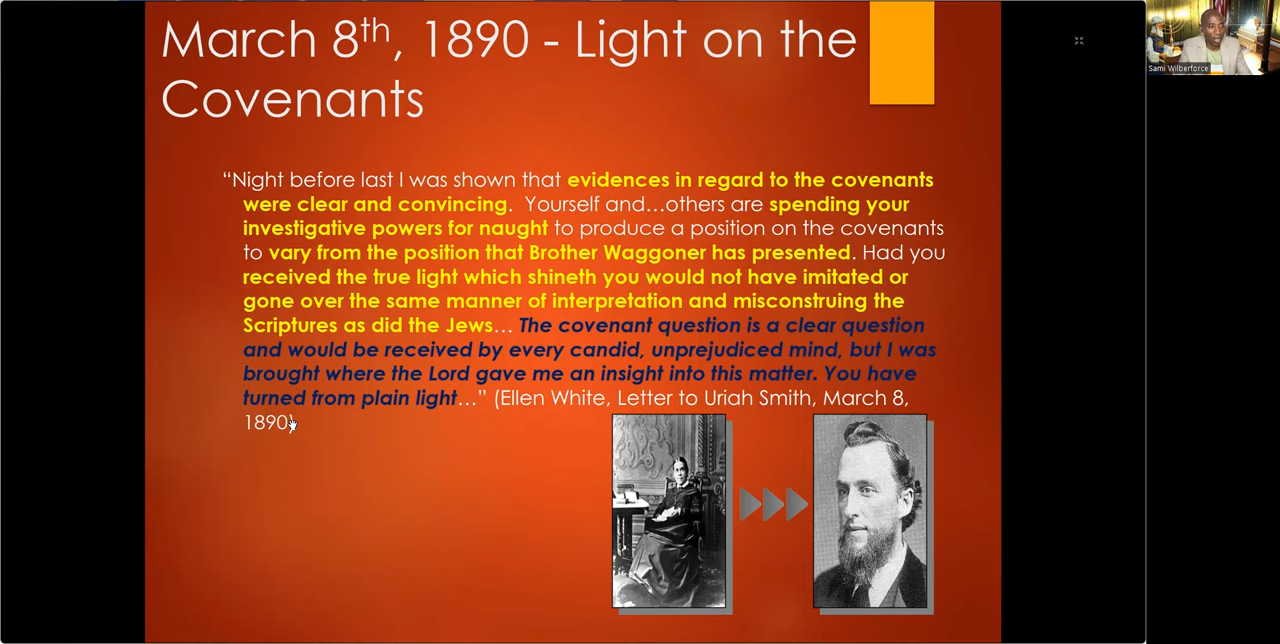 March 8th, 1890 - Light on the
Covenants
“Night before last I was shown that evidences in regard to the covenants
were clear and convincing.  Yourself and…others are spending your
investigative powers for naught to produce a position on the covenants
to vary from the position that Brother Waggoner has presented. Had you
received the true light which shineth you would not have imitated or
gone over the same manner of interpretation and misconstruing the
Scriptures as did the Jews… The covenant question is a clear question
and would be received by every candid, unprejudiced mind, but I was
brought where the Lord gave me an insight into this matter. You have
turned from plain light…” (Ellen White, Letter to Uriah Smith, March 8,
1890)
Sami Wilberforce